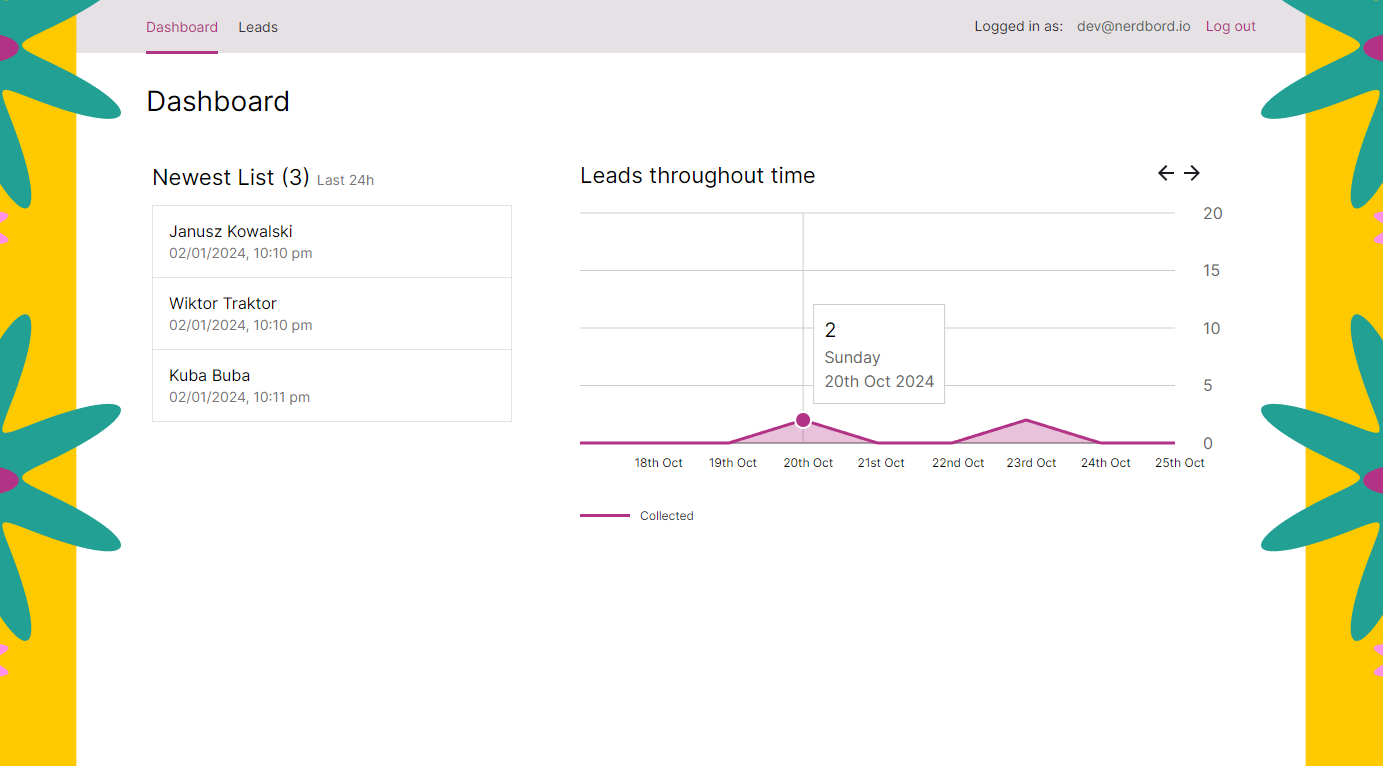 Dashboard Leads Logged in as: dev@nerdbord.io Log out
Dashboard
Newest List (3) Last 24h
Janusz Kowalski
02/01/2024, 10:10 pm
Wiktor Traktor
02/01/2024, 10:10 pm
Kuba Buba
02/01/2024, 10:11 pm
Leads throughout time
20
15
10
5
0
2
Sunday
20th Oct 2024
18th Oct 19th Oct 20th Oct 21st Oct 22nd Oct 23rd Oct 24th Oct 25th Oct
Collected